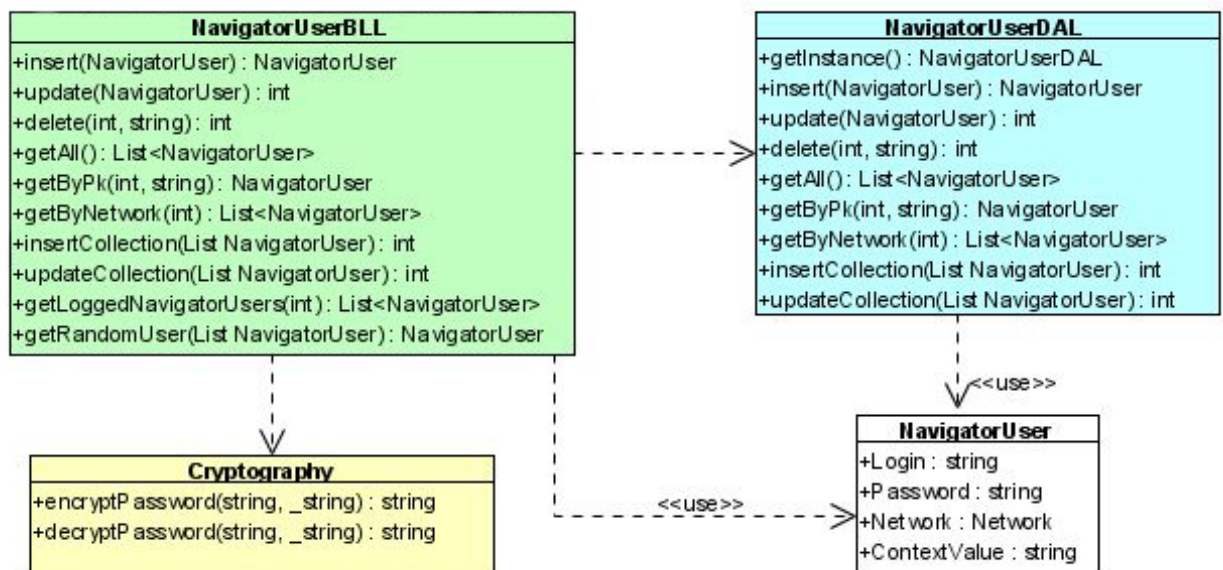 NavigatorUserBLL
+insert(NavigatorUser) : NavigatorUser
+update(NavigatorUser) : int
+delete(int, string) : int
+getAll() : List<NavigatorUser>
+getByPk(int, string) : NavigatorUser
+getByNetwork(int) : List<NavigatorUser>
+insertCollection(List NavigatorUser) : int
+updateCollection(List NavigatorUser) : int
+getLoggedNavigatorUsers(int) : List<NavigatorUser>
+getRandomUser(List NavigatorUser) : NavigatorUser
NavigatorUserDAL
+getInstance() : NavigatorUserDAL
+insert(NavigatorUser) : NavigatorUser
+update(NavigatorUser) : int
+delete(int, string) : int
+getAll() : List<NavigatorUser>
+getByPk(int, string) : NavigatorUser
+getByNetwork(int) : List<NavigatorUser>
+insertCollection(List NavigatorUser) : int
+updateCollection(List NavigatorUser) : int
<<use>>
Cryptography
+encryptPassword(string, _string) : string
+decryptPassword(string, _string) : string
<<use>>
NavigatorUser
+Login : string
+Password : string
+Network : Network
+ContextValue : string